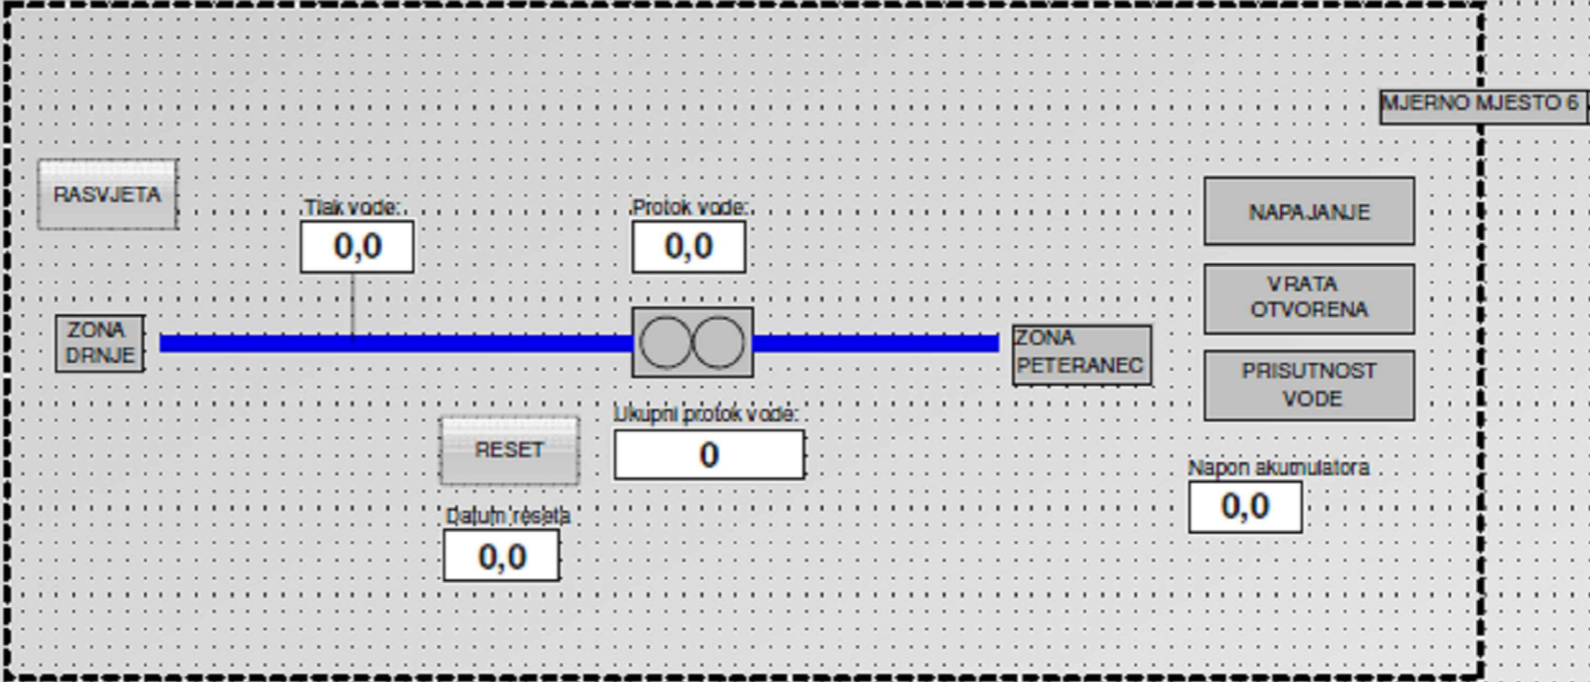 MJERNO MJESTO 6
RASVJETA
Tlak vode:
0,0
Protok vode:
0,0
NAPAJANJE
VRATA
OTVORENA
ZONA
DRNJE
ZONA
PETERANEC
PRISUTNOST
VODE
RESET
Ukupni protok vode:
0
Napon akumulatora
0,0
Datum reseta
0,0